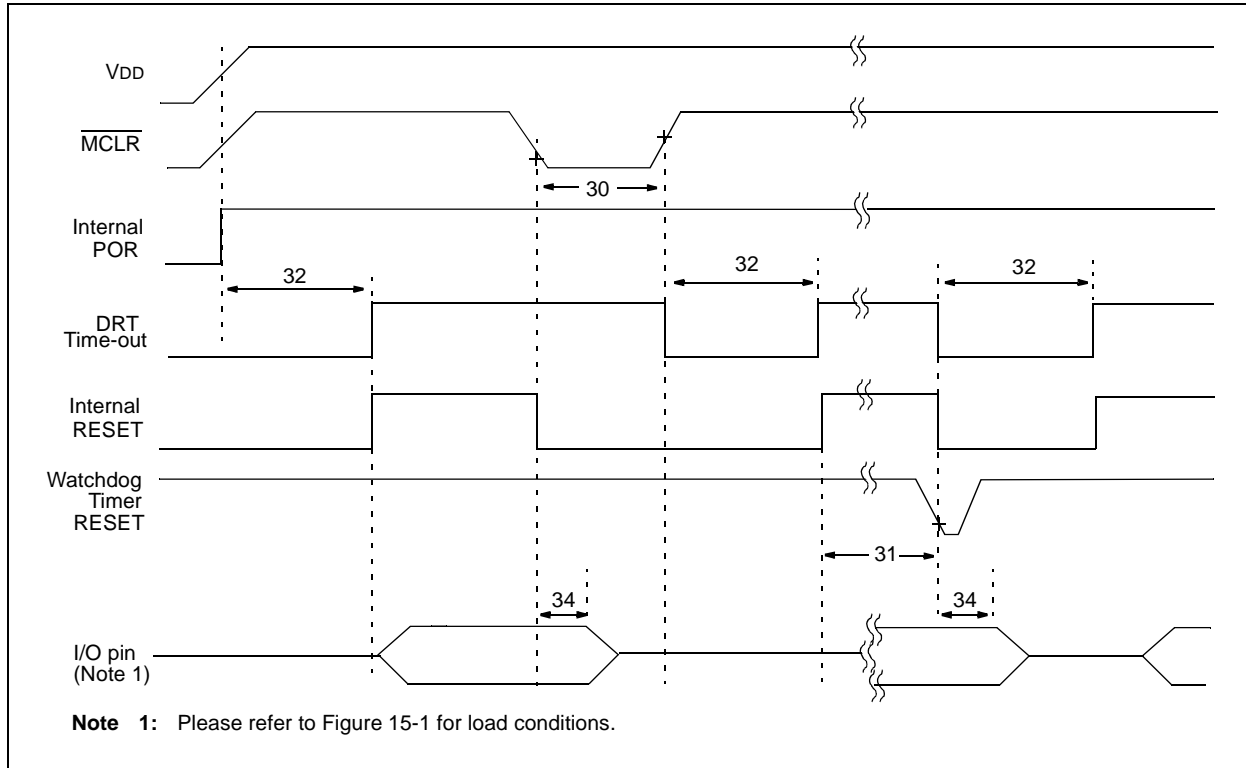 VDD
MCLR
30
Internal
POR
32
32
32
DRT
Time-out
Internal
RESET
Watchdog
Timer
RESET
31
34
34
I/O pin
(Note 1)
Note 1: Please refer to Figure 15-1 for load conditions.